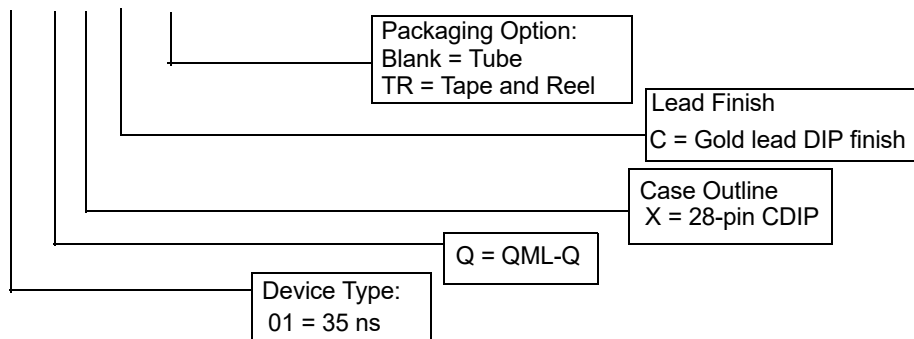 Packaging Option:
Blank = Tube
TR = Tape and Reel
Lead Finish
C = Gold lead DIP finish
Case Outline
X = 28-pin CDIP
Q = QML-Q
Device Type:
01 = 35 ns